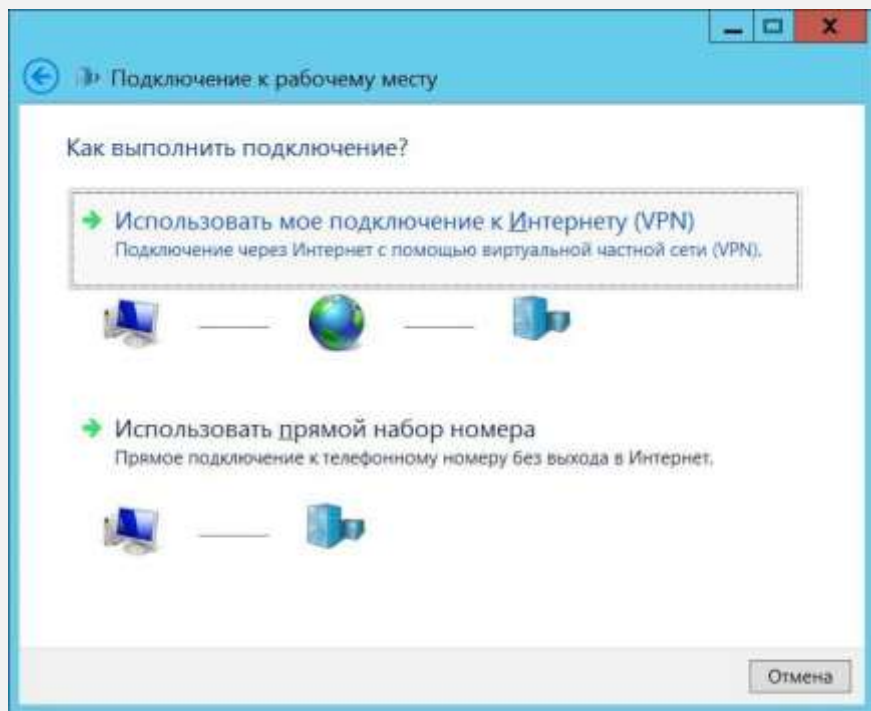 Подключение к рабочему месту
Как выполнить подключение?
Использовать мое подключение к Интернету (VPN)
Подключение через Интернет с помощью виртуальной частной сети (VPN).
Использовать прямой набор номера
Прямое подключение к телефонному номеру без выхода в Интернет.
Отмена